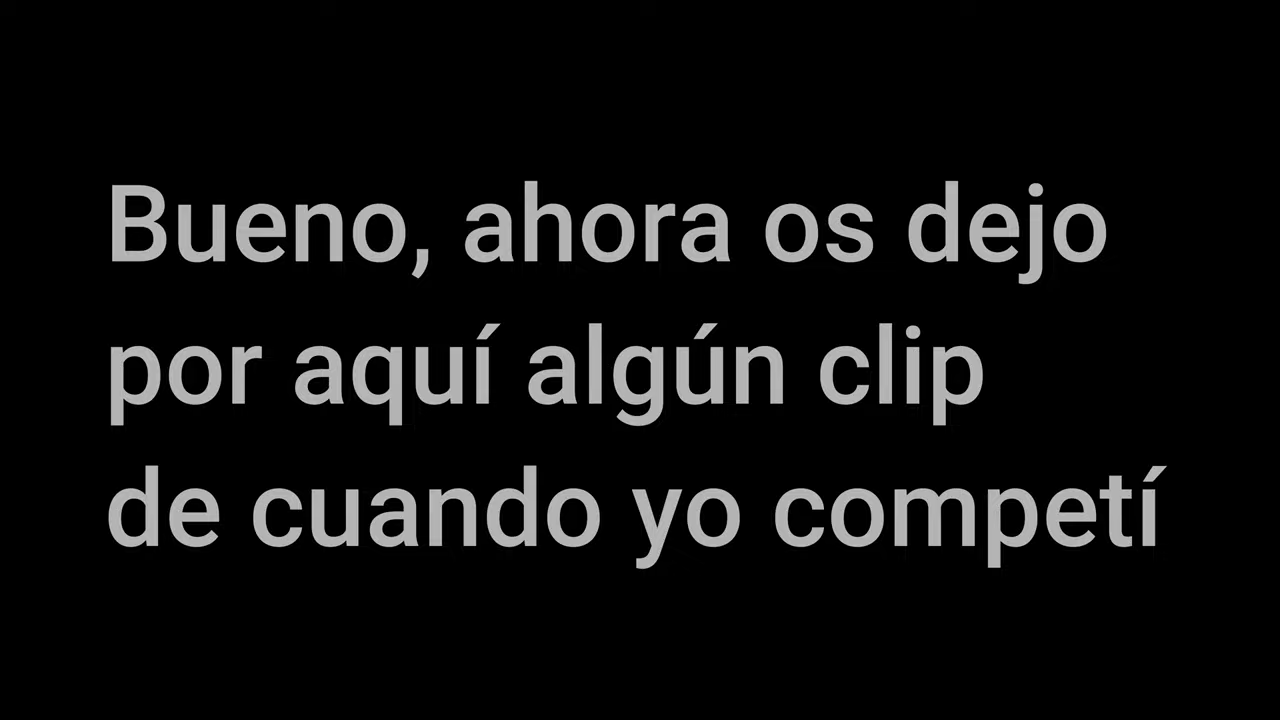 Bueno, ahora os dejo
por aquí algún clip
de cuando yo competí